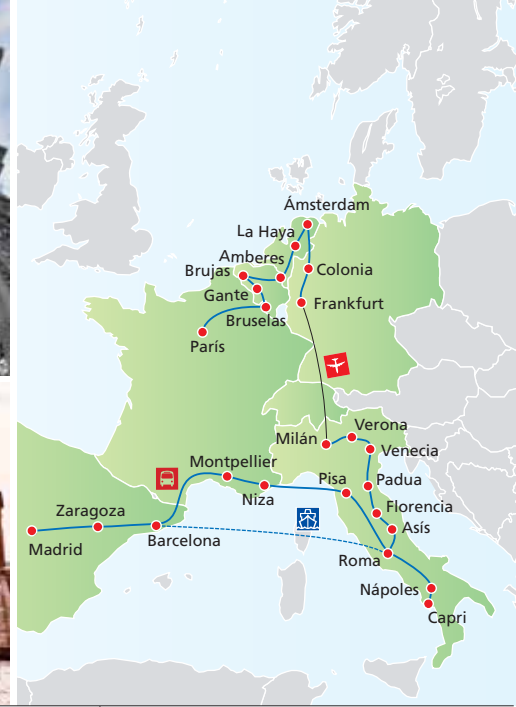 Ámsterdam
La Haya
Amberes
Brujas
Colonia
Gante
Frankfurt
Bruselas
París
Verona
Milán
Venecia
Montpellier
Pisa
Padua
Niza
Florencia
Zaragoza
Asís
Madrid
Barcelona
Roma
Nápoles
Capri